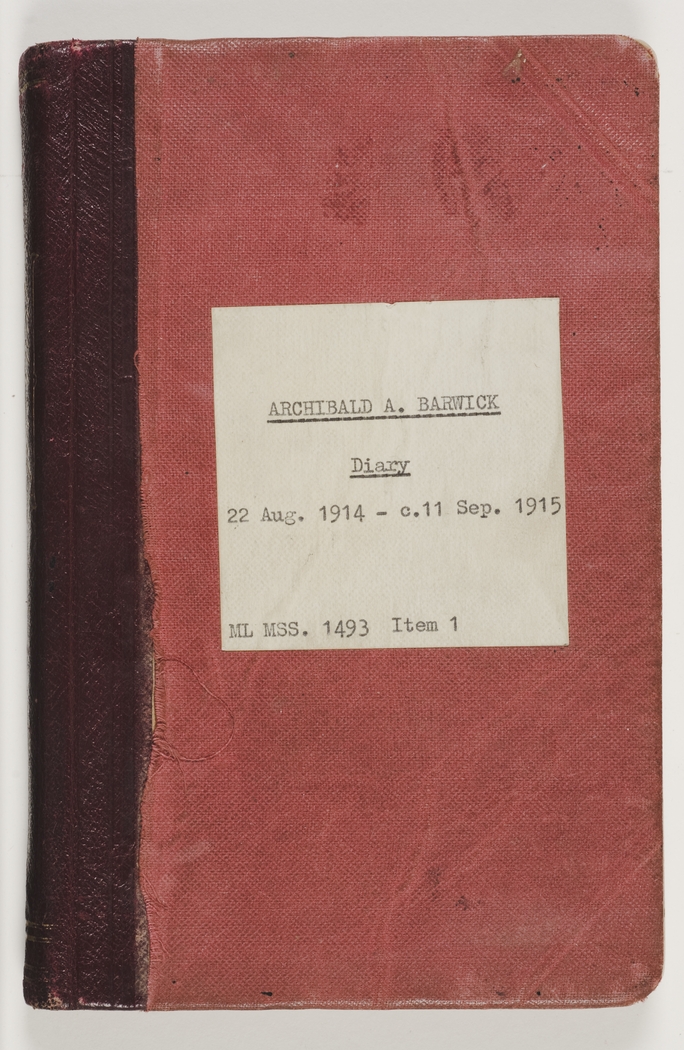 ARCHIBALD A. BARWICK
Diary
22 Aug. 1914 - c.11 Sep. 1915
ML MSS. 1493 Item 1